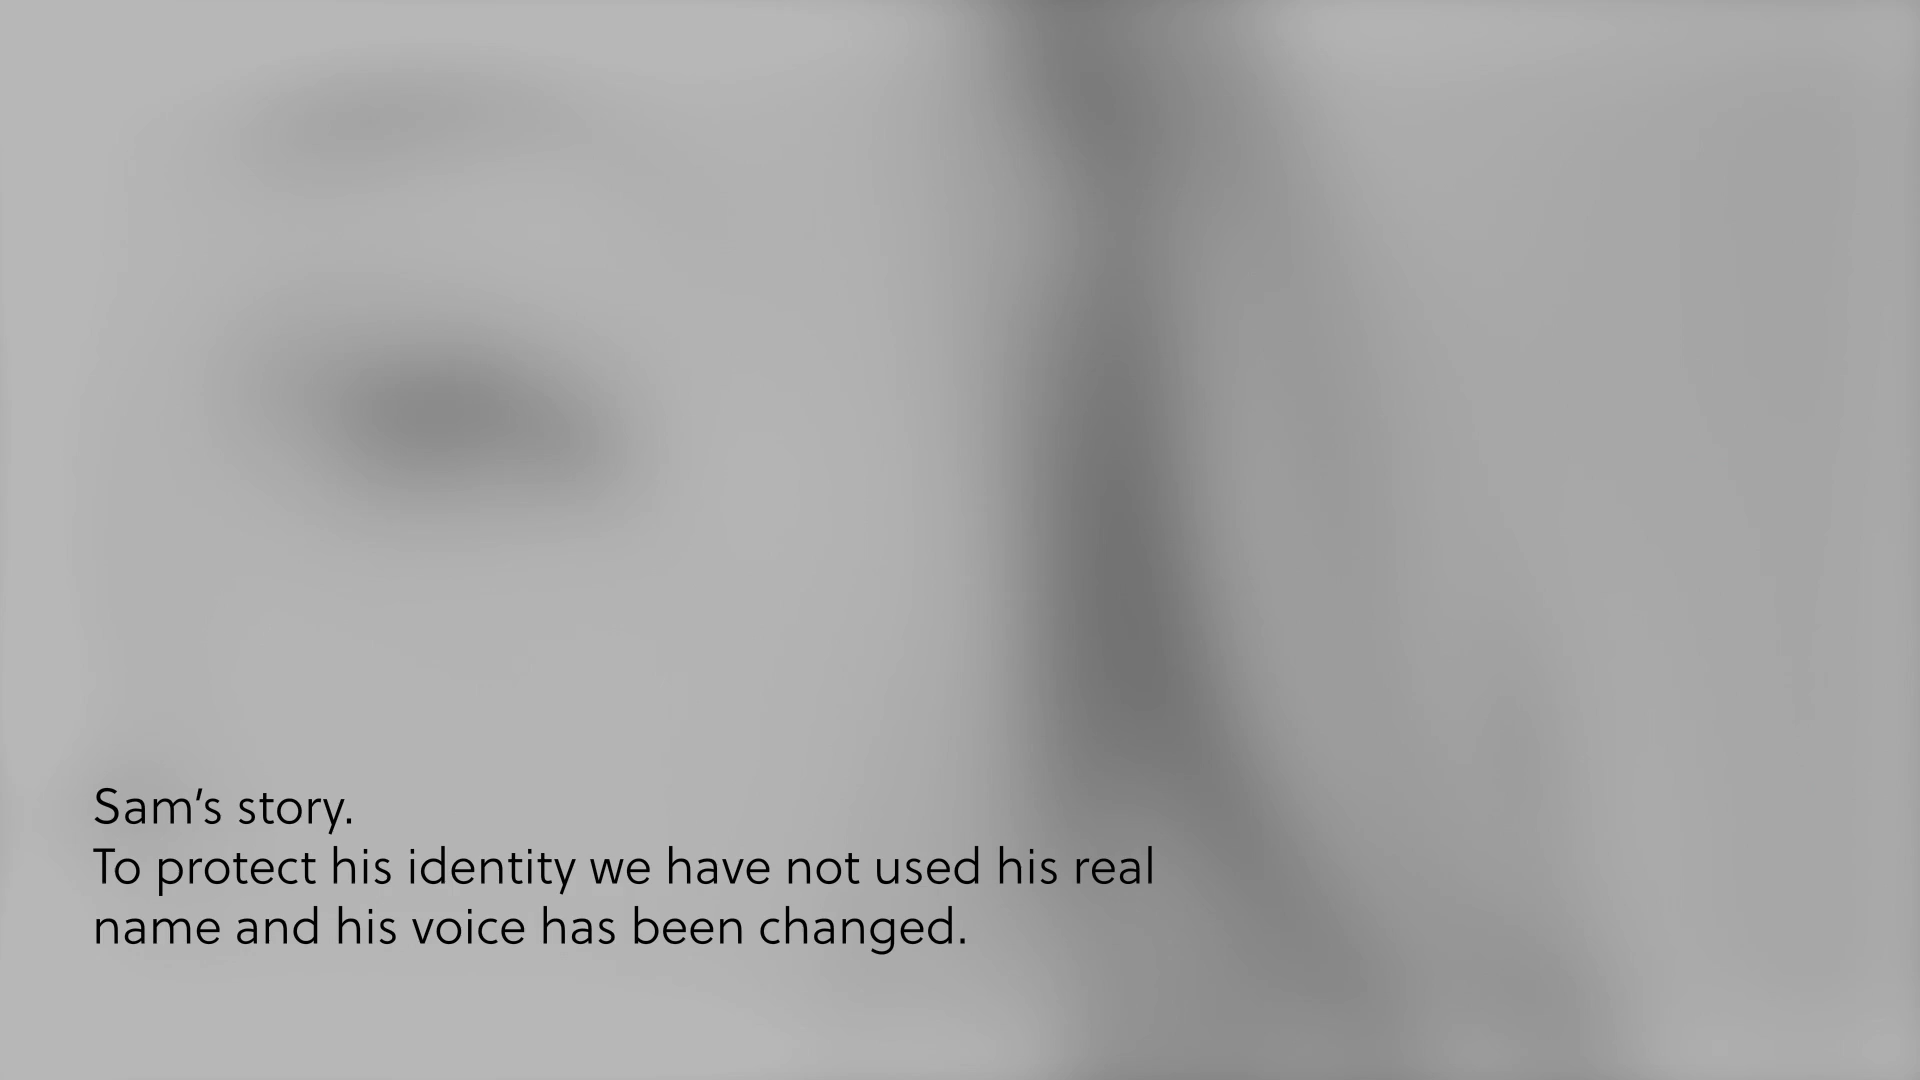 Sam’s story.
To protect his identity we have not used his real
name and his voice has been changed.